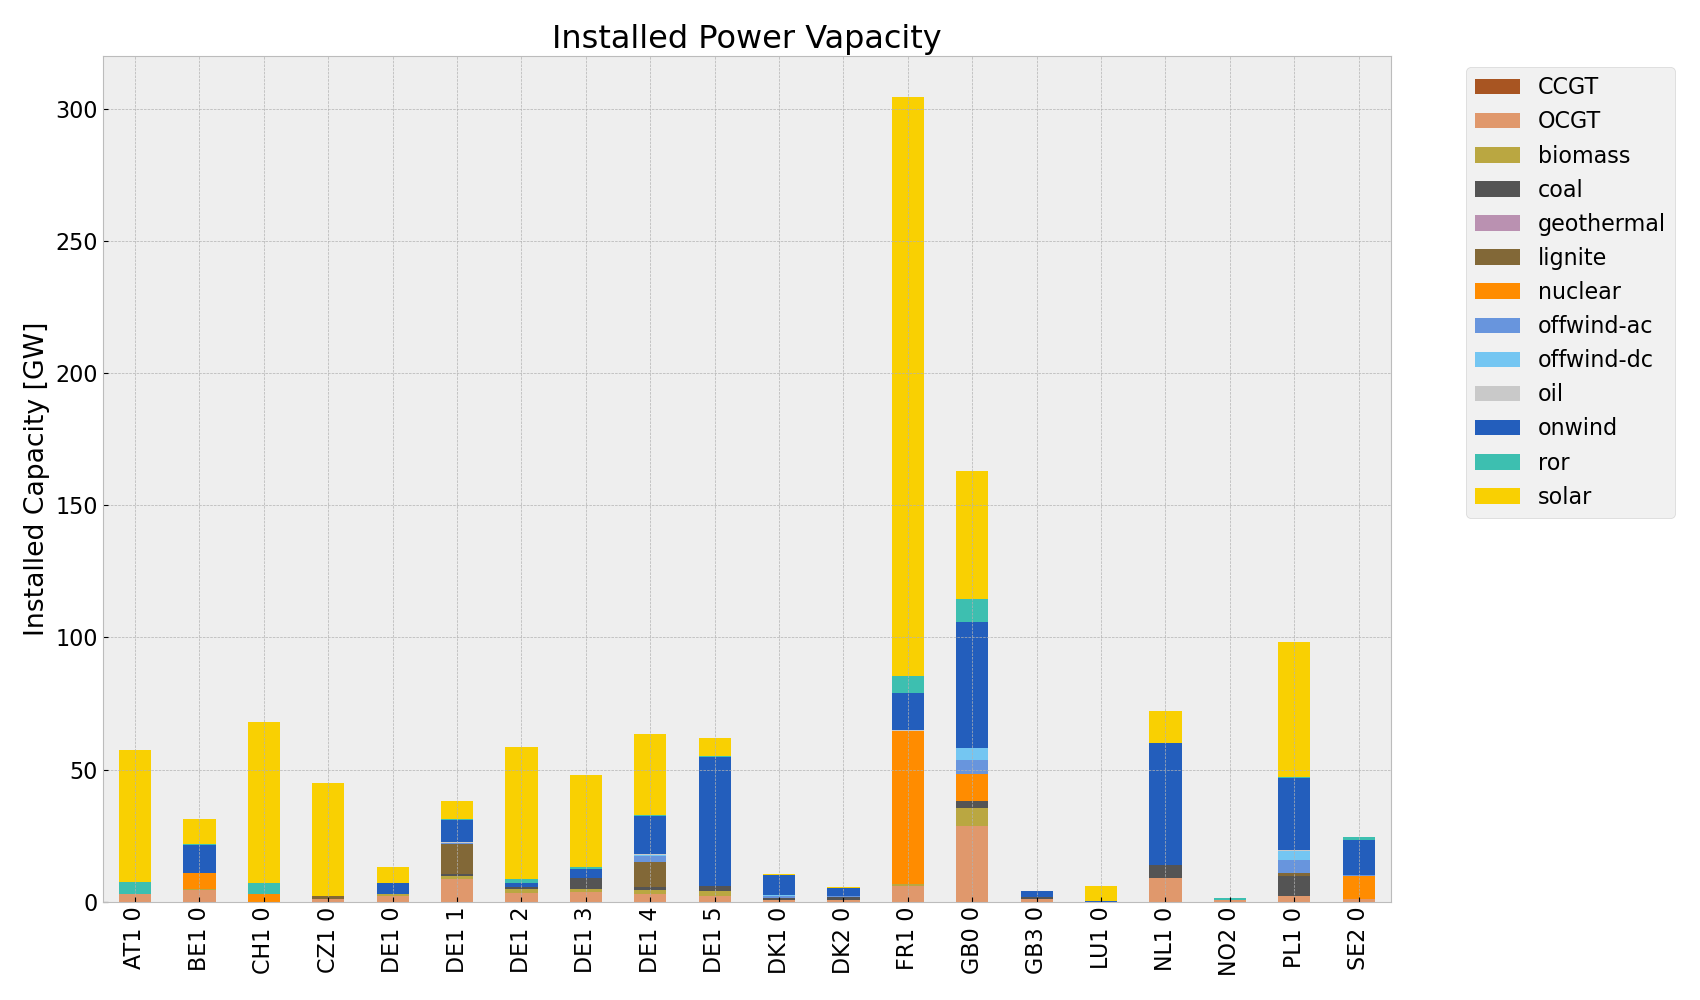 Installed Power Vapacity
Installed Capacity [GW]
300
250
200
150
100
50
0
AT1 0
BE1 0
CH1 0
CZ1 0
DE1 0
DE1 1
DE1 2
DE1 3
DE1 4
DE1 5
DK1 0
DK2 0
FR1 0
GB0 0
GB3 0
LU1 0
NL1 0
NO2 0
PL1 0
SE2 0
CCGT
OCGT
biomass
coal
geothermal
lignite
nuclear
offwind-ac
offwind-dc
oil
onwind
ror
solar